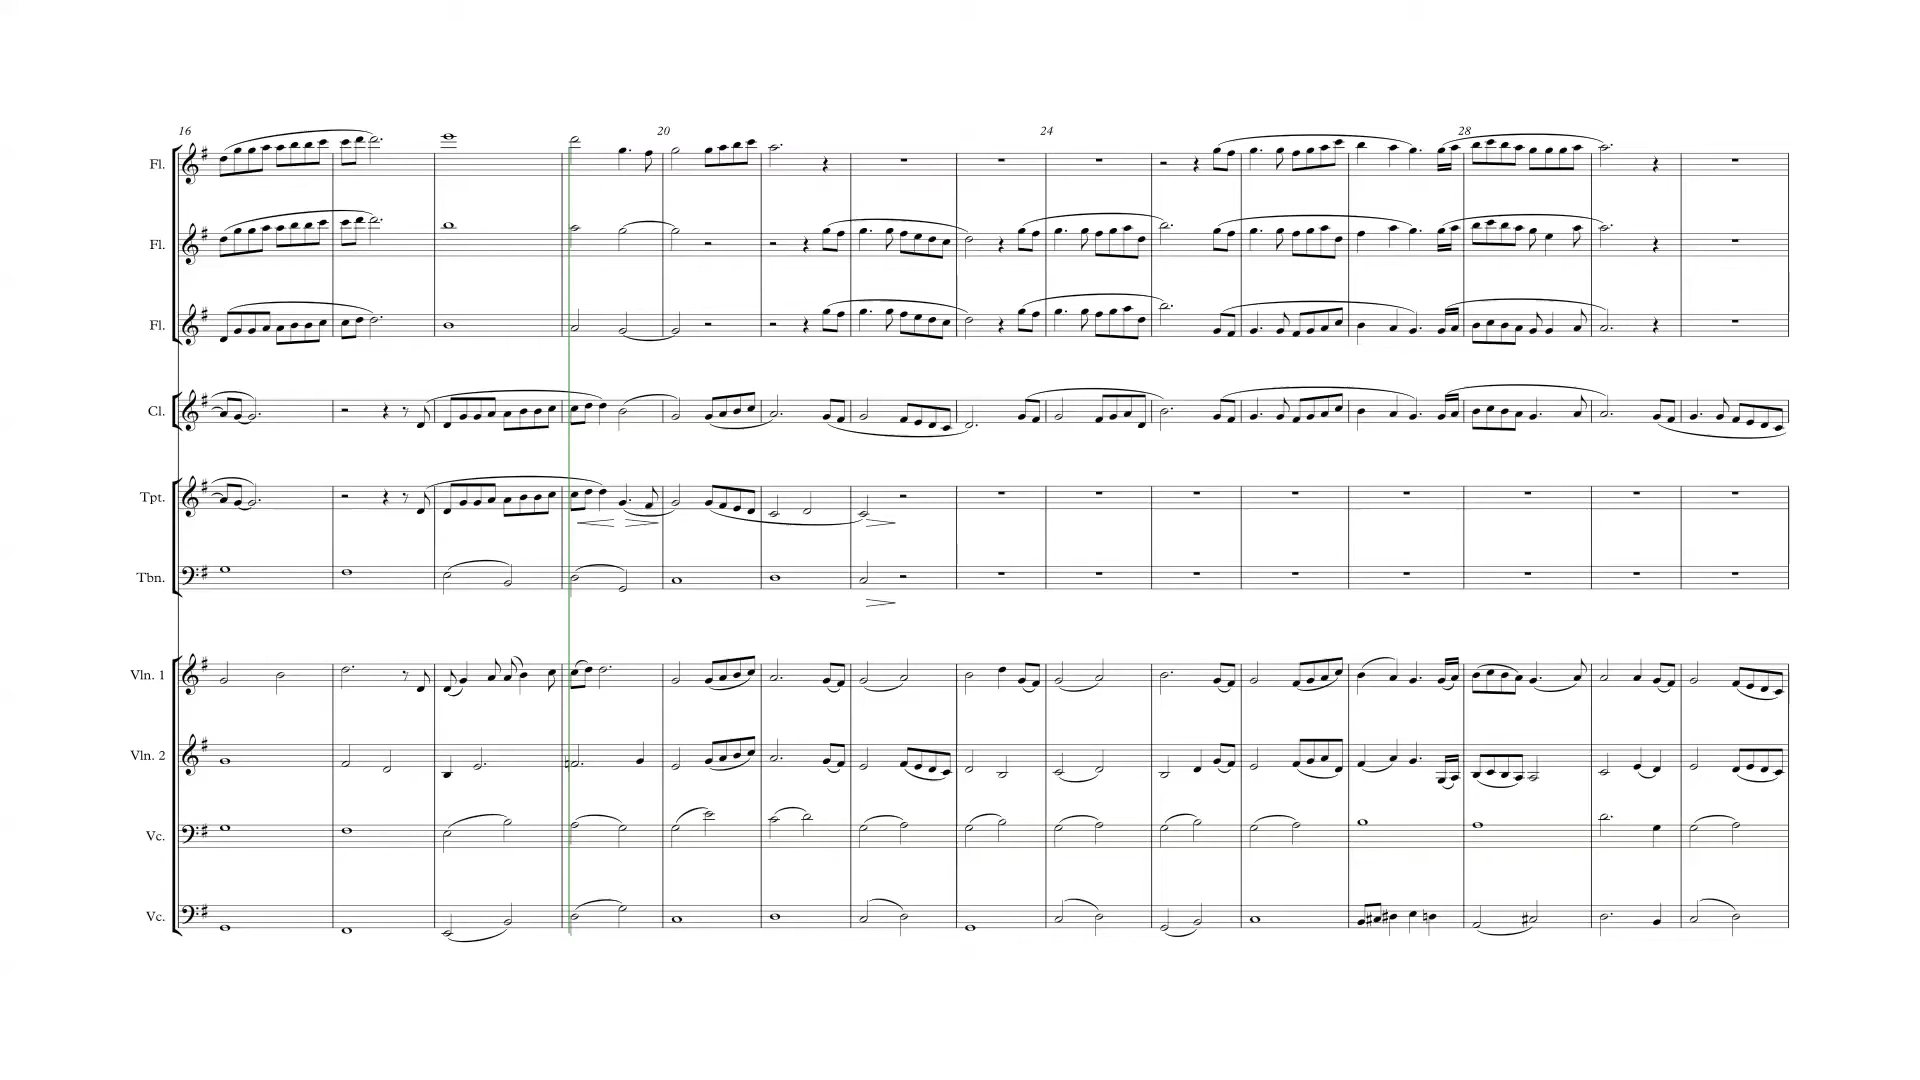 16 20 24 28
Fl.
Fl.
Fl.
Cl.
Tpt.
Tbn.
Vln. 1
Vln. 2
Vc.
Vc.